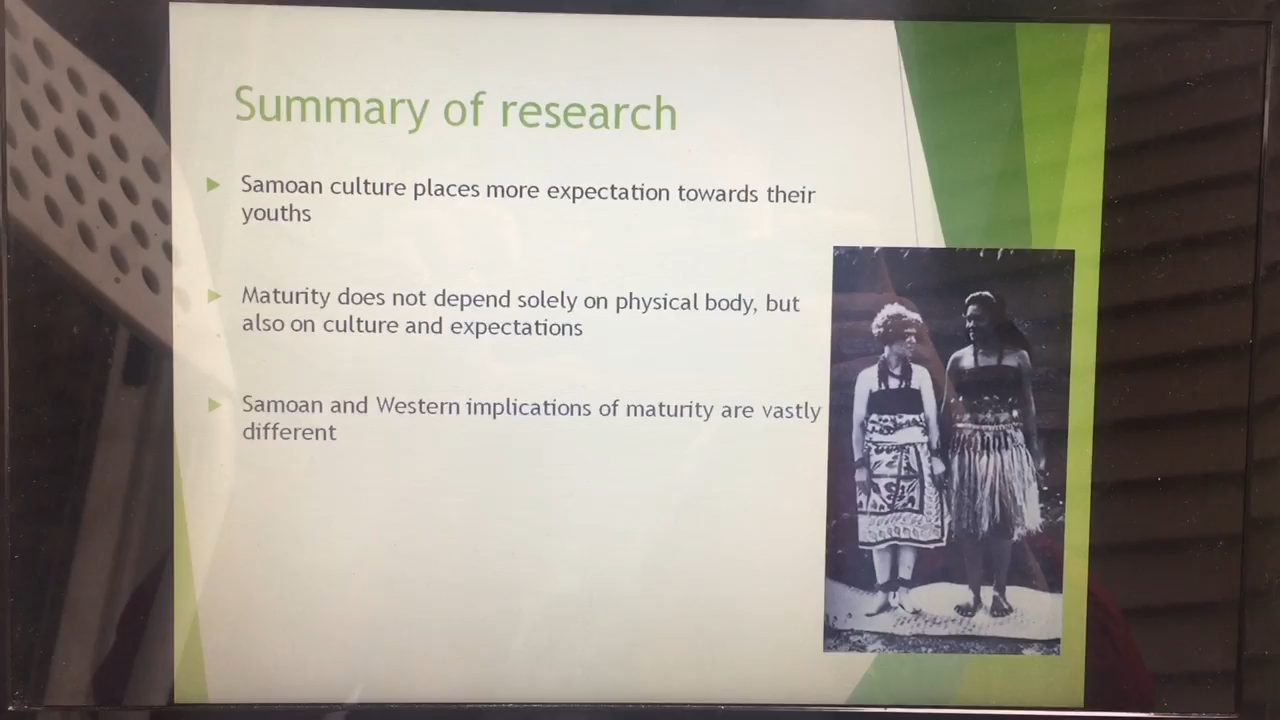 Summary of research
Samoan culture places more expectation towards their
youths
Maturity does not depend solely on physical body, but
also on culture and expectations
Samoan and Western implications of maturity are vastly
different